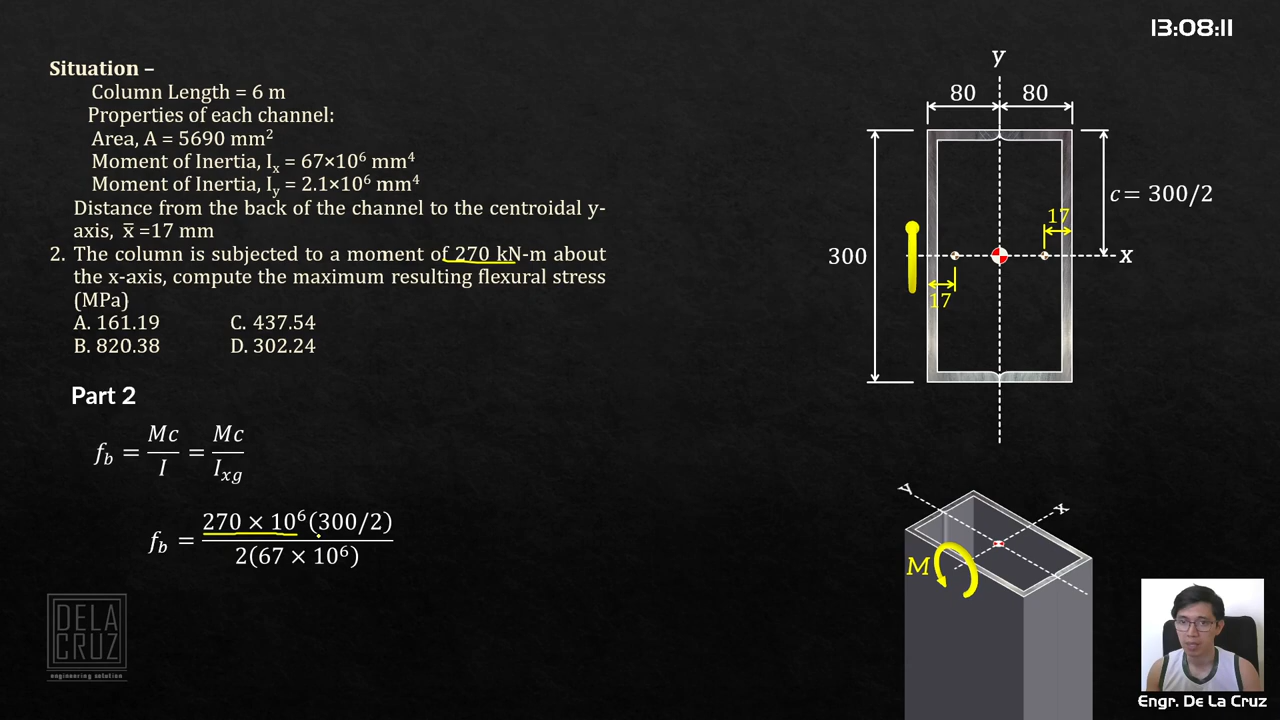 13:08:11
Situation –
Column Length = 6 m
Properties of each channel:
Area, A = 5690 mm²
Moment of Inertia, Iₓ = 67×10⁶ mm⁴
Moment of Inertia, I_y = 2.1×10⁶ mm⁴
Distance from the back of the channel to the centroidal y-
axis, x̅ =17 mm
2. The column is subjected to a moment of 270 kN-m about
the x-axis, compute the maximum resulting flexural stress
(MPa)
A. 161.19 C. 437.54
B. 820.38 D. 302.24
Part 2
f_b = Mc/I = Mc/I_xg
f_b = 270 × 10⁶(300/2)/2(67 × 10⁶)
y
80 80
c = 300/2
17
300
x
17
y
x
M
DELA
CRUZ
engineering solution
Engr. De La Cruz